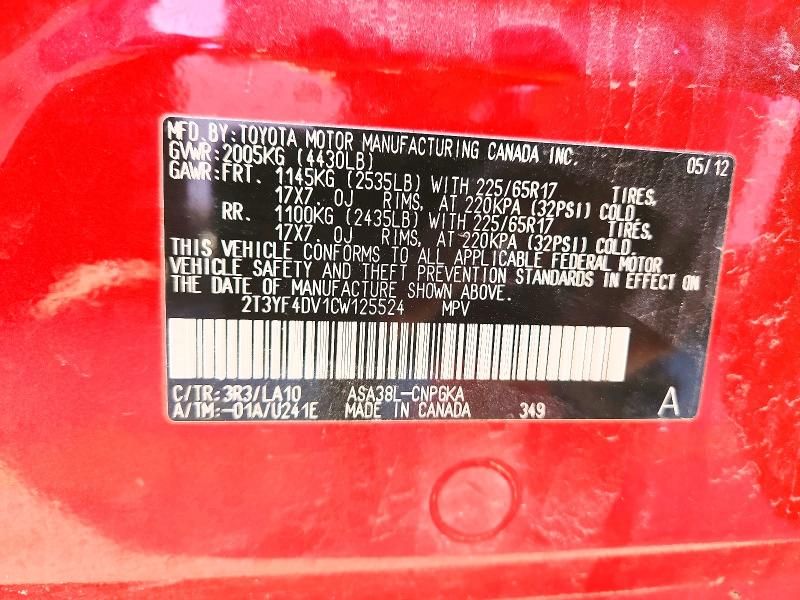 MFD.BY:TOYOTA MOTOR MANUFACTURING CANADA INC. 05/12
GVWR:2005KG (4430LB)
GAWR:FRT. 1145KG (2535LB) WITH 225/65R17 TIRES,
17X7. 0J RIMS, AT 220KPA (32PSI) COLD.
RR. 1100KG (2435LB) WITH 225/65R17 TIRES,
17X7. 0J RIMS, AT 220KPA (32PSI) COLD.
THIS VEHICLE CONFORMS TO ALL APPLICABLE FEDERAL MOTOR
VEHICLE SAFETY AND THEFT PREVENTION STANDARDS IN EFFECT ON
THE DATE OF MANUFACTURE SHOWN ABOVE.
2T3YF4DV1CW125524 MPV
C/TR:3R3/LA10 ASA38L-CNPGKA
A/TM:-01A/U241E MADE IN CANADA 349 A